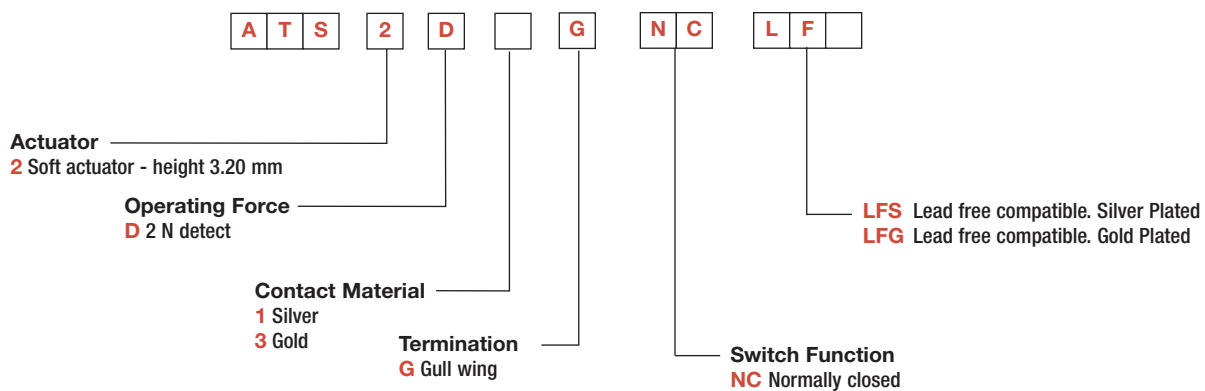 A T S 2 D G N C L F
Actuator
2 Soft actuator - height 3.20 mm
Operating Force
D 2 N detect
LFS Lead free compatible. Silver Plated
LFG Lead free compatible. Gold Plated
Contact Material
1 Silver
3 Gold
Termination
G Gull wing
Switch Function
NC Normally closed